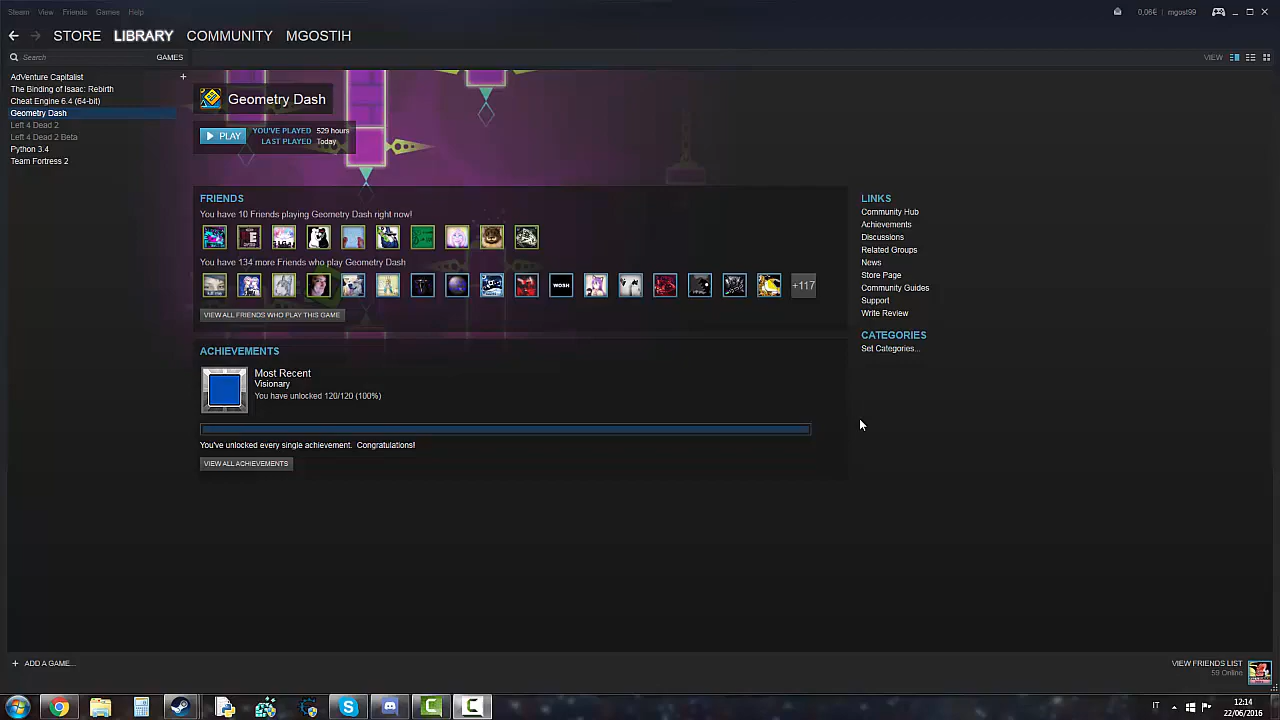 Steam View Friends Games Help
0,06€ mgost99
STORE LIBRARY COMMUNITY MGOSTIH
Search GAMES
VIEW
AdVenture Capitalist
The Binding of Isaac: Rebirth
Cheat Engine 6.4 (64-bit)
Geometry Dash
Left 4 Dead 2
Left 4 Dead 2 Beta
Python 3.4
Team Fortress 2
Geometry Dash
PLAY
YOU'VE PLAYED 529 hours
LAST PLAYED Today
FRIENDS
You have 10 Friends playing Geometry Dash right now!
You have 134 more Friends who play Geometry Dash
WOSH
+117
VIEW ALL FRIENDS WHO PLAY THIS GAME
ACHIEVEMENTS
Most Recent
Visionary
You have unlocked 120/120 (100%)
You've unlocked every single achievement. Congratulations!
VIEW ALL ACHIEVEMENTS
LINKS
Community Hub
Achievements
Discussions
Related Groups
News
Store Page
Community Guides
Support
Write Review
CATEGORIES
Set Categories...
+ ADD A GAME...
VIEW FRIENDS LIST
59 Online
IT
12:14
22/06/2016